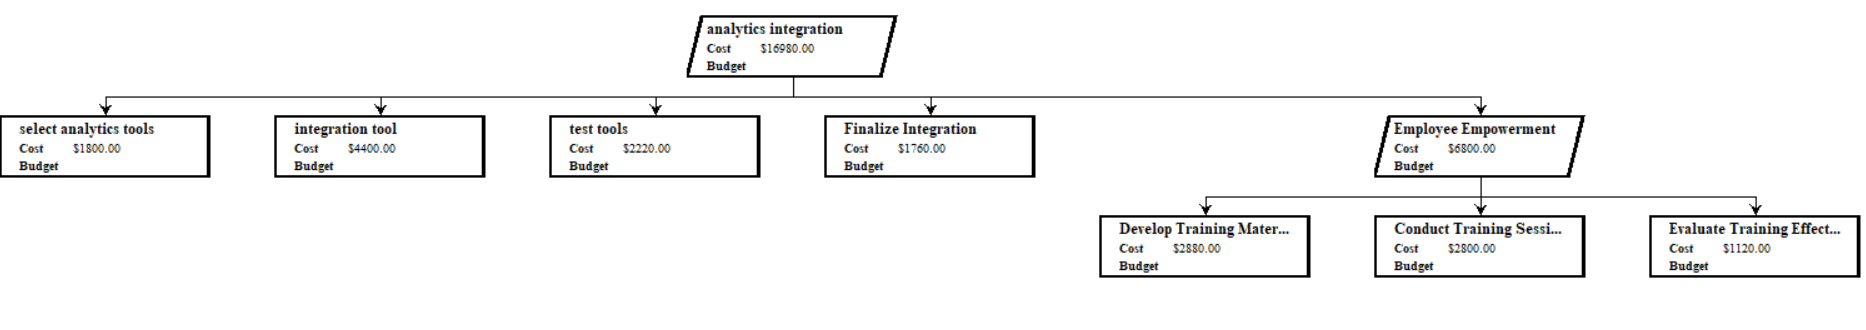 analytics integration
Cost $16980.00
Budget
select analytics tools
Cost $1800.00
Budget
integration tool
Cost $4400.00
Budget
test tools
Cost $2220.00
Budget
Finalize Integration
Cost $1760.00
Budget
Employee Empowerment
Cost $6800.00
Budget
Develop Training Mater...
Cost $2880.00
Budget
Conduct Training Sessi...
Cost $2800.00
Budget
Evaluate Training Effect...
Cost $1120.00
Budget